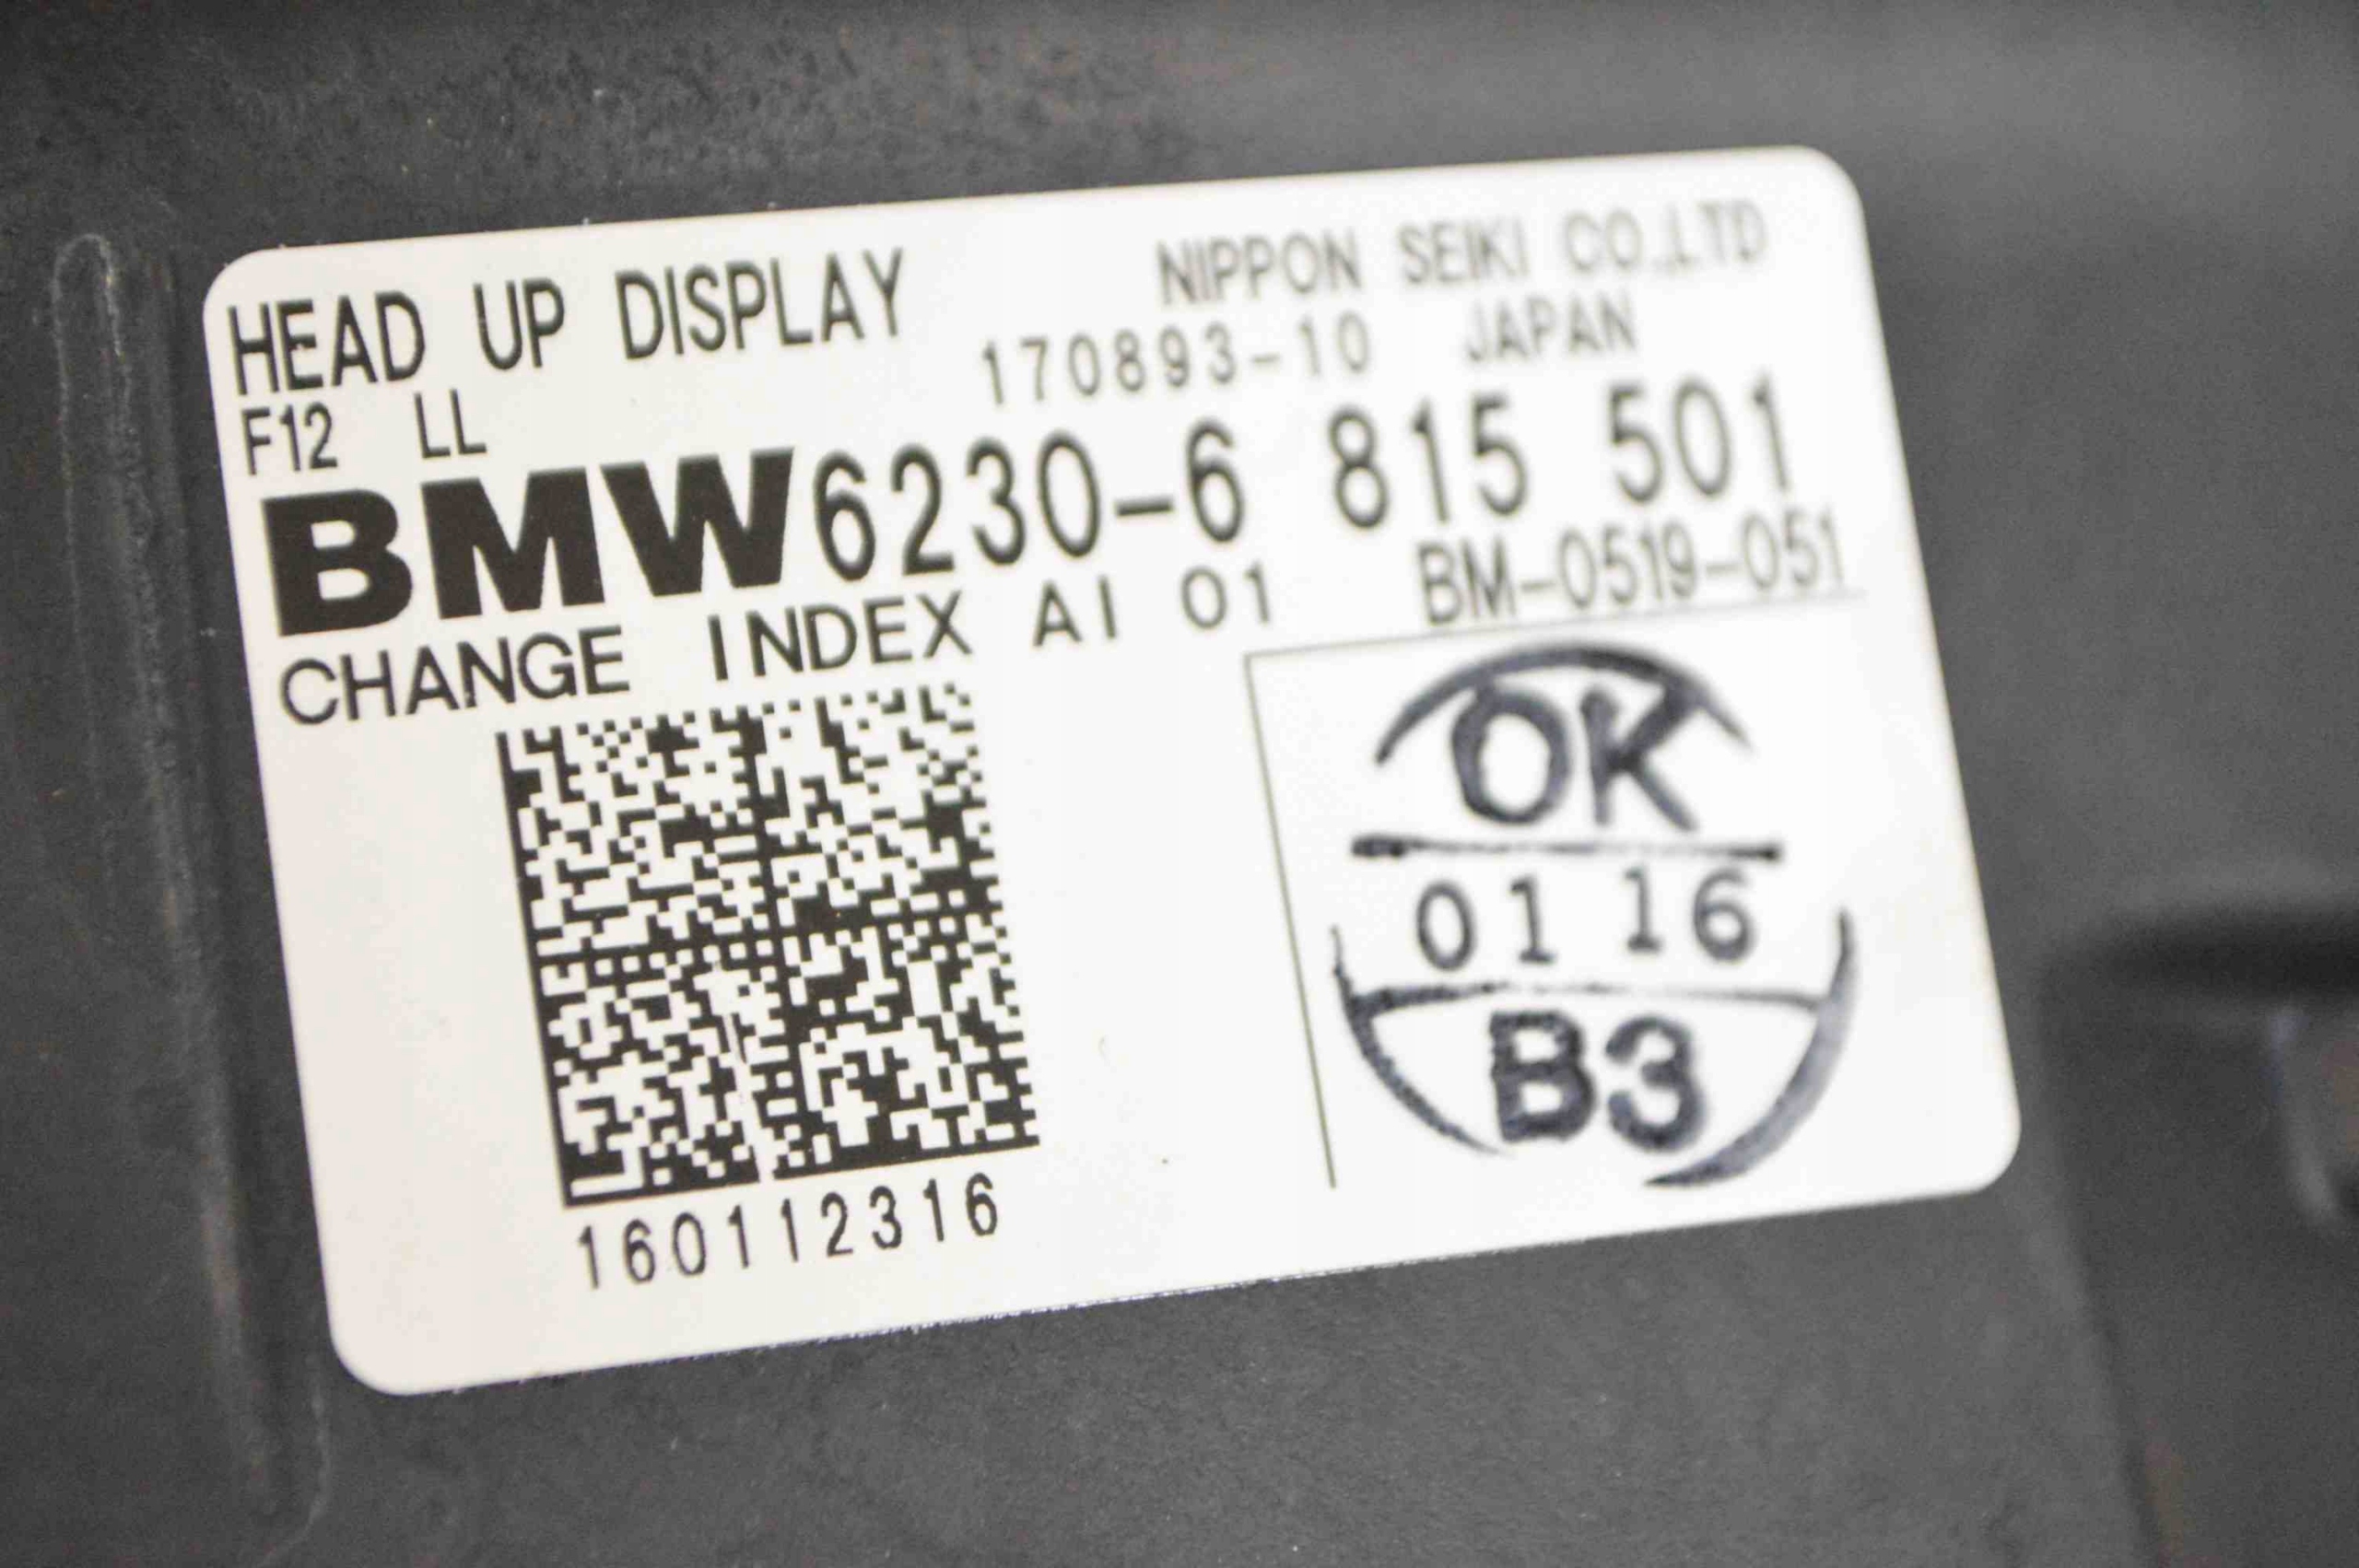 HEAD UP DISPLAY NIPPON SEIKI CO.,LTD
170893-10 JAPAN
F12 LL
BMW 6230-6 815 501
CHANGE INDEX AI 01 BM-0519-051
OK
01 16
B3
160112316